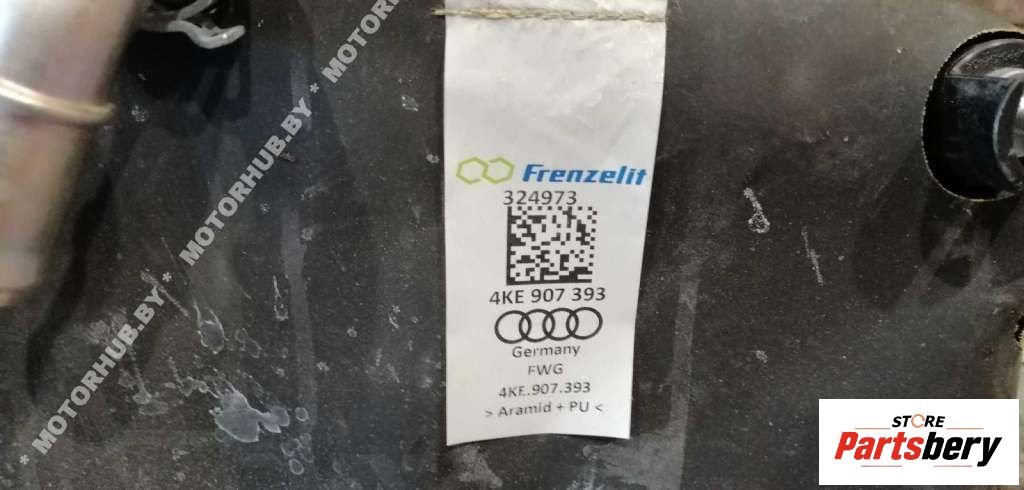 * MOTORHUB.BY * MOTORHUB.BY * MOTORHUB.BY *
Frenzelit
324973
4KE 907 393
Germany
FWG
4KE.907.393
> Aramid + PU <
STORE
Partsbery